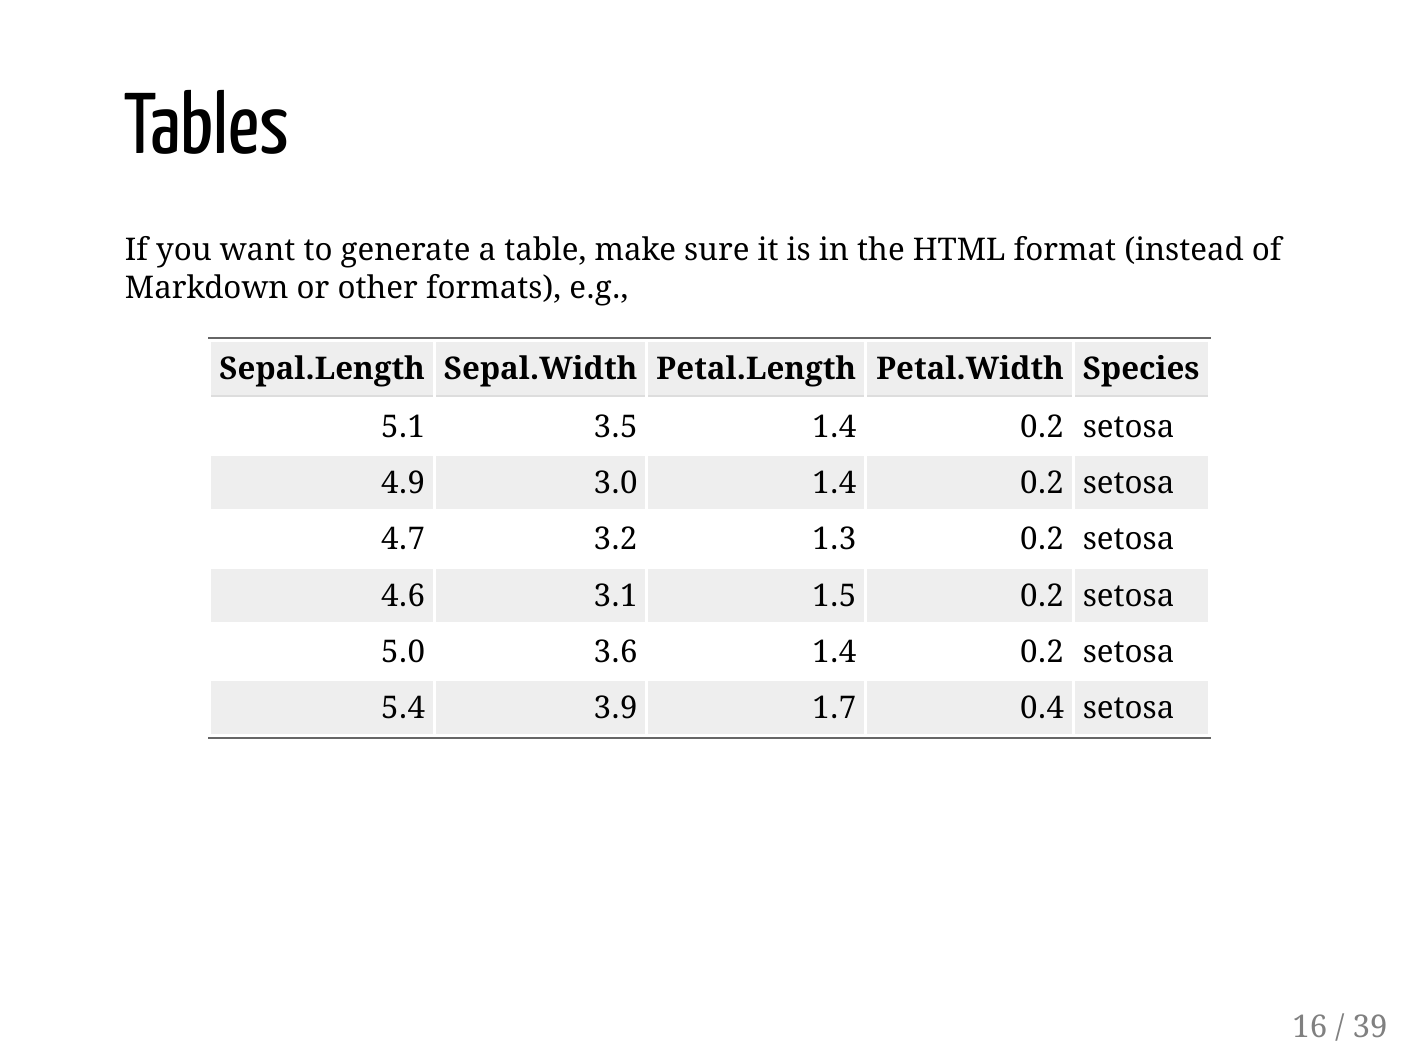 Tables
If you want to generate a table, make sure it is in the HTML format (instead of
Markdown or other formats), e.g.,
Sepal.Length Sepal.Width Petal.Length Petal.Width Species
5.1 3.5 1.4 0.2 setosa
4.9 3.0 1.4 0.2 setosa
4.7 3.2 1.3 0.2 setosa
4.6 3.1 1.5 0.2 setosa
5.0 3.6 1.4 0.2 setosa
5.4 3.9 1.7 0.4 setosa
16 / 39